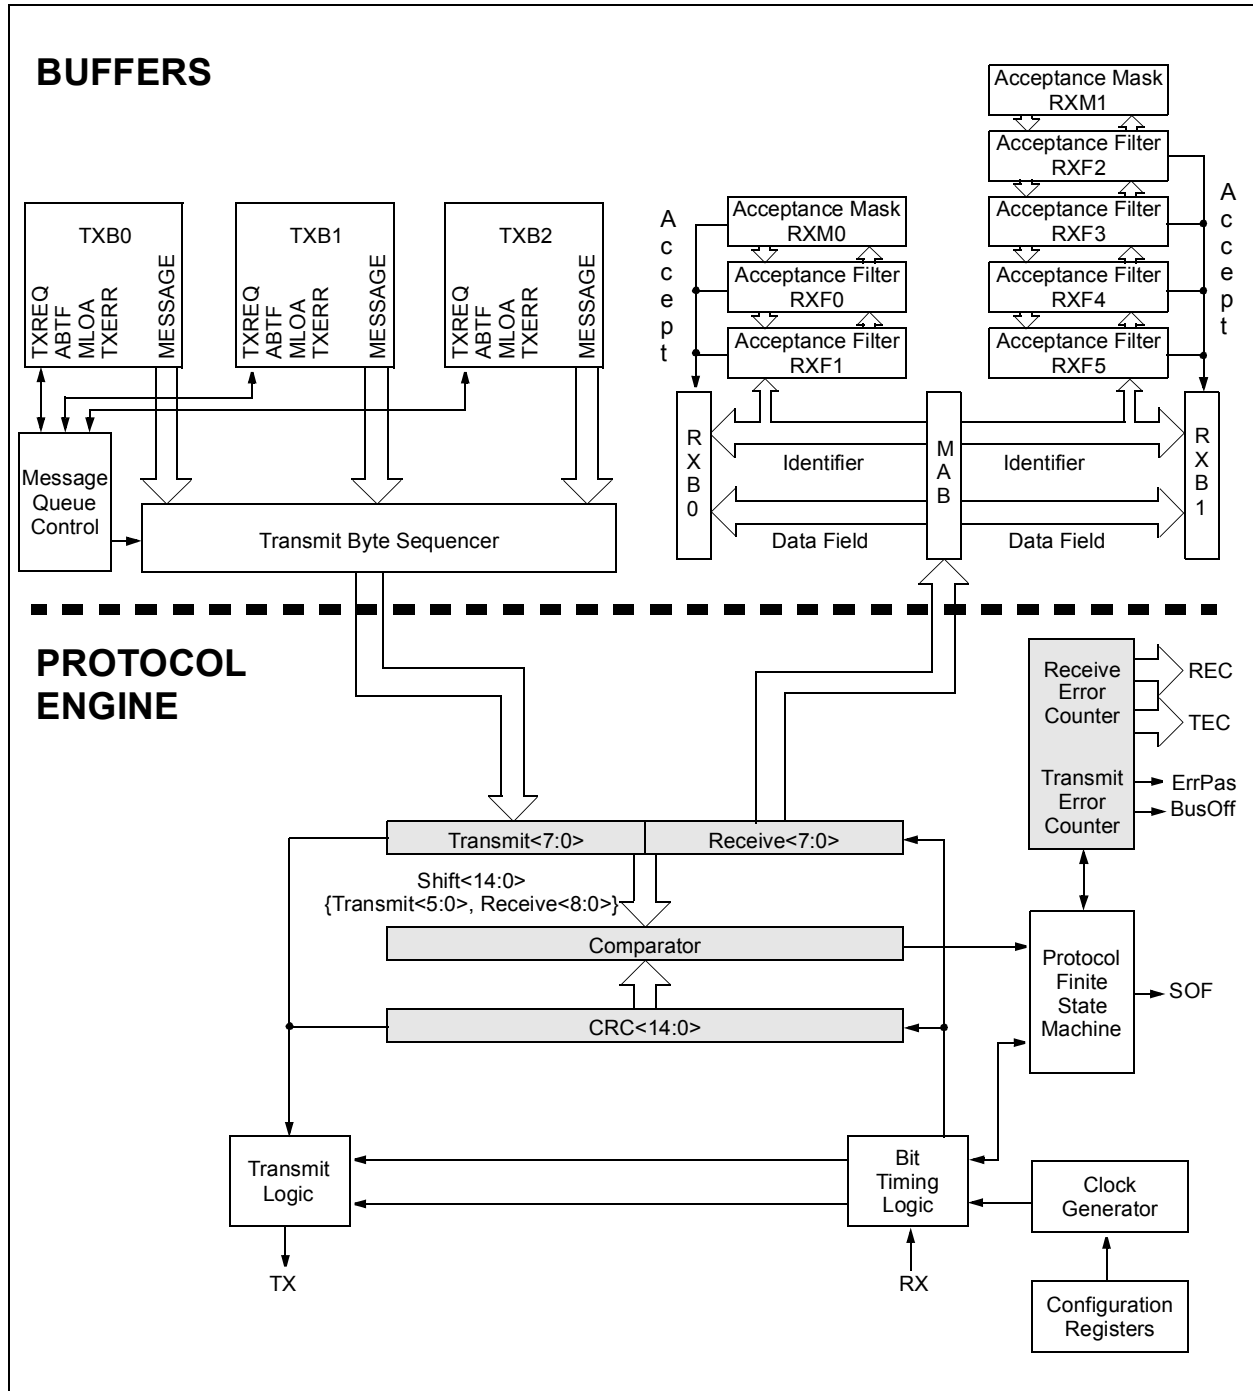 BUFFERS
Acceptance Mask
RXM1
Acceptance Filter
RXF2
Acceptance Filter
RXF3
Acceptance Filter
RXF4
Acceptance Filter
RXF5
Accept
Acceptance Mask
RXM0
Acceptance Filter
RXF0
Acceptance Filter
RXF1
Accept
TXB0
TXREQ
ABTF
MLOA
TXERR
MESSAGE
TXB1
TXREQ
ABTF
MLOA
TXERR
MESSAGE
TXB2
TXREQ
ABTF
MLOA
TXERR
MESSAGE
Message
Queue
Control
Transmit Byte Sequencer
RXB0
Identifier
Data Field
MAB
Identifier
Data Field
RXB1
PROTOCOL
ENGINE
Receive
Error
Counter
Transmit
Error
Counter
REC
TEC
ErrPas
BusOff
Transmit<7:0>
Receive<7:0>
Shift<14:0>
{Transmit<5:0>, Receive<8:0>}
Comparator
CRC<14:0>
Protocol
Finite
State
Machine
SOF
Transmit
Logic
Bit
Timing
Logic
Clock
Generator
TX
RX
Configuration
Registers